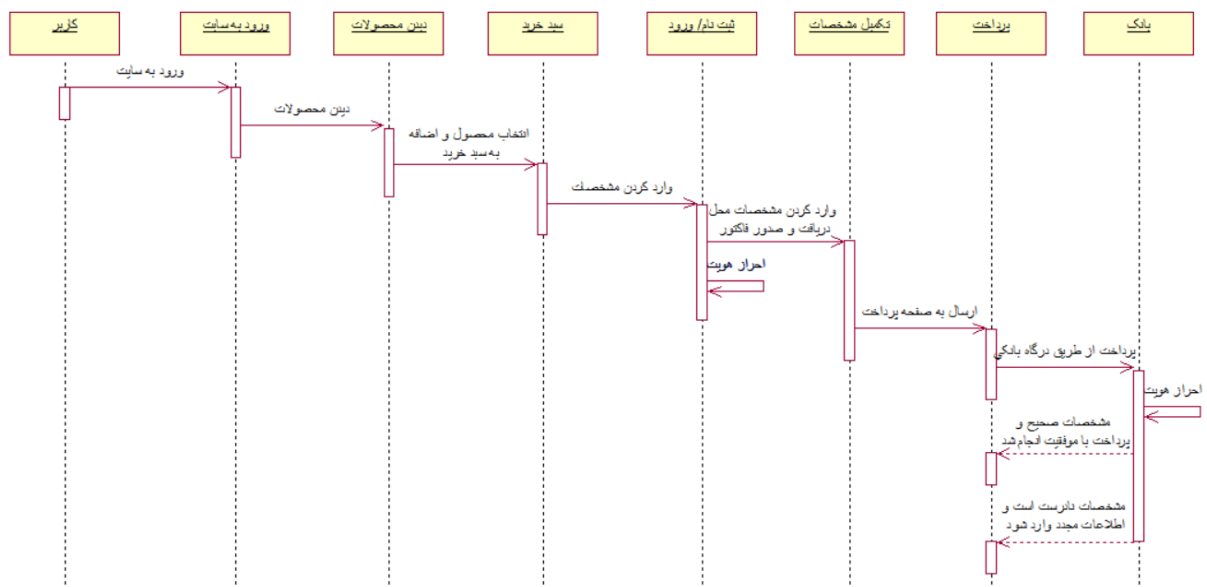 کاربر
ورود به سایت
دیدن محصولات
سبد خرید
ثبت نام/ ورود
تکمیل مشخصات
پرداخت
بانک
ورود به سایت
دیدن محصولات
انتخاب محصول و اضافه
به سبد خرید
وارد کردن مشخصات
وارد کردن مشخصات محل
دریافت و صدور فاکتور
احراز هویت
ارسال به صفحه پرداخت
پرداخت از طریق درگاه بانکی
احراز هویت
مشخصات صحیح و
پرداخت با موفقیت انجام شد
مشخصات نادرست است و
اطلاعات مجدد وارد شود